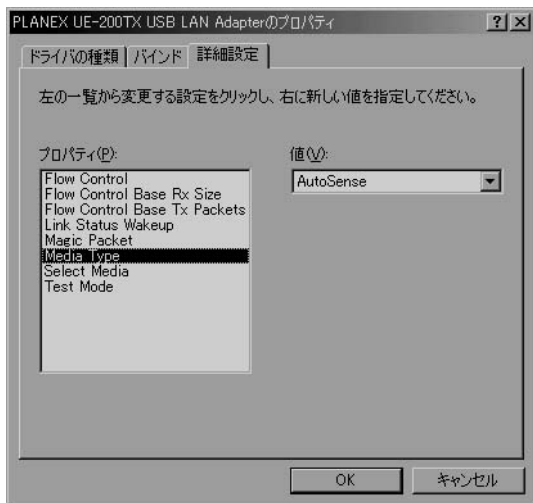 PLANEX UE-200TX USB LAN Adapterのプロパティ
ドライバの種類 バインド 詳細設定
左の一覧から変更する設定をクリックし、右に新しい値を指定してください。
プロパティ(P): 値(V):
Flow Control AutoSense
Flow Control Base Rx Size
Flow Control Base Tx Packets
Link Status Wakeup
Magic Packet
Media Type
Select Media
Test Mode
OK キャンセル